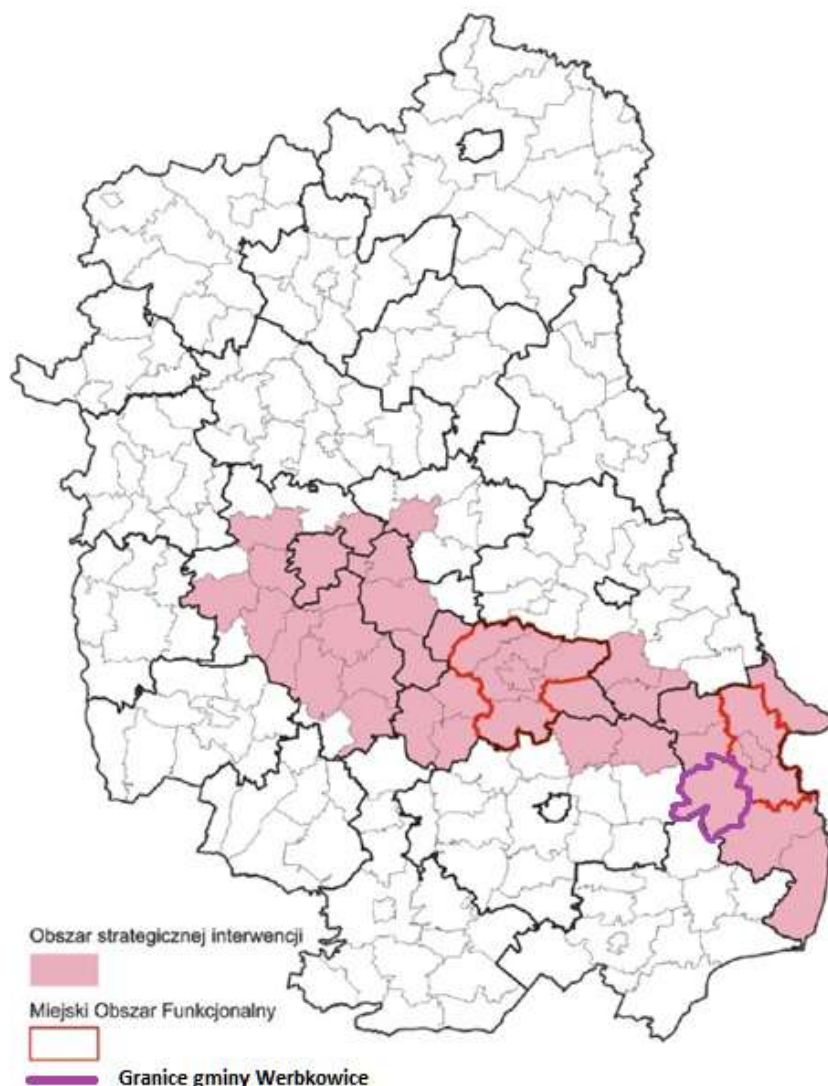 Obszar strategicznej interwencji
Miejski Obszar Funkcjonalny
Granice gminy Werbkowice